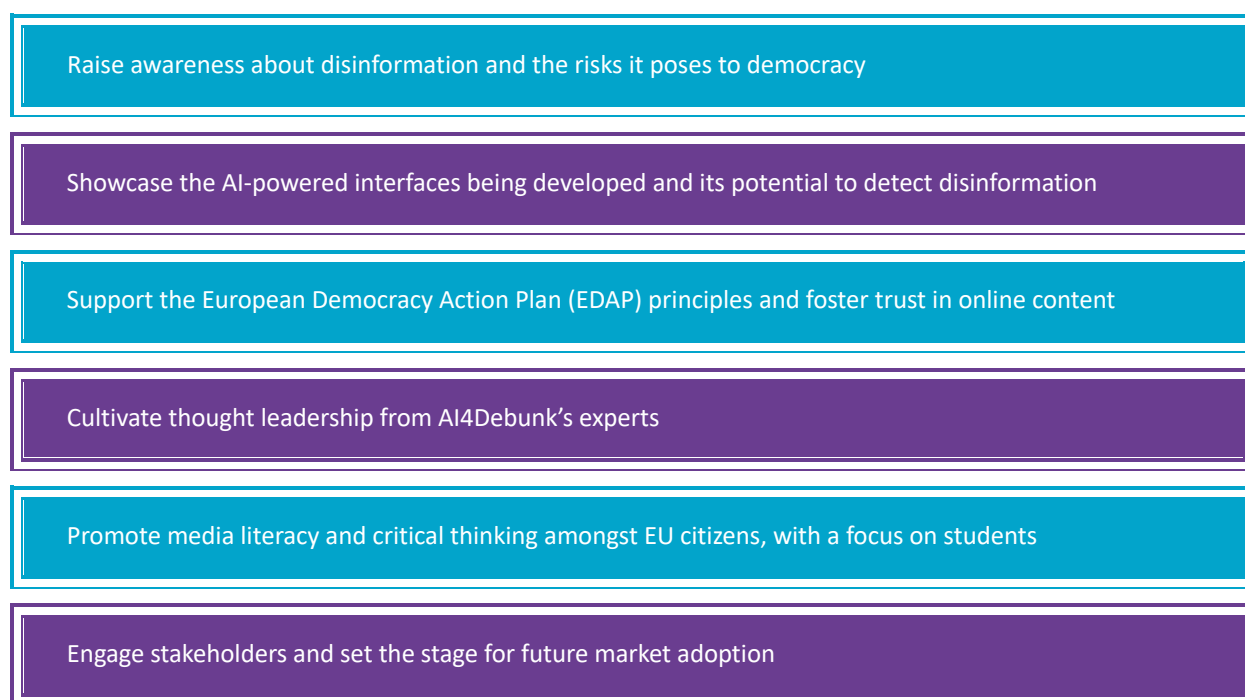 Raise awareness about disinformation and the risks it poses to democracy
Showcase the AI-powered interfaces being developed and its potential to detect disinformation
Support the European Democracy Action Plan (EDAP) principles and foster trust in online content
Cultivate thought leadership from AI4Debunk’s experts
Promote media literacy and critical thinking amongst EU citizens, with a focus on students
Engage stakeholders and set the stage for future market adoption